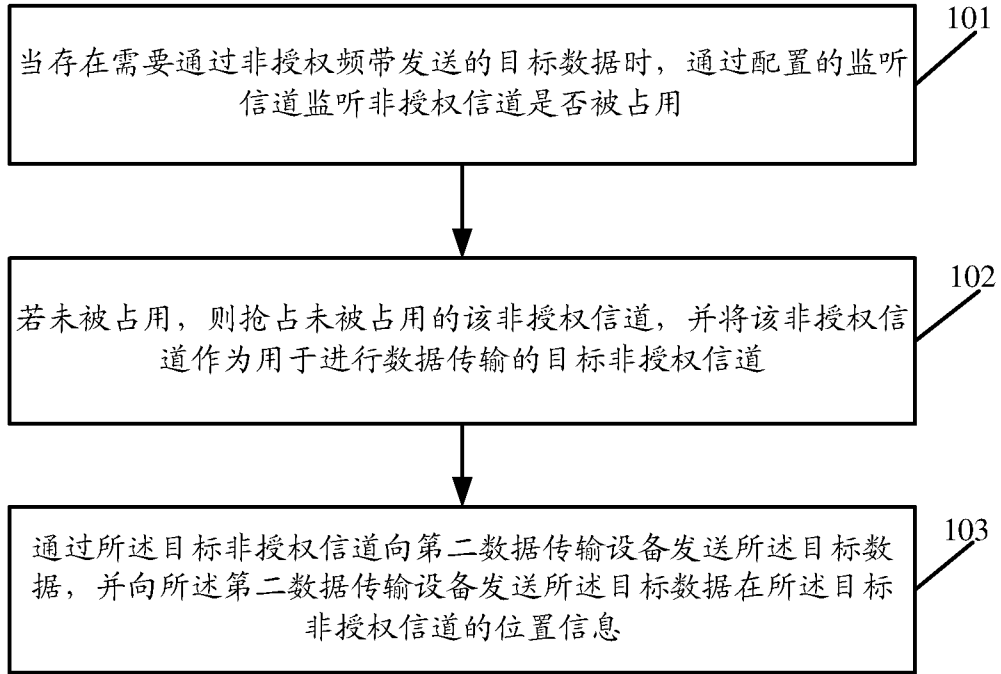 101
当存在需要通过非授权频带发送的目标数据时，通过配置的监听
信道监听非授权信道是否被占用
102
若未被占用，则抢占未被占用的该非授权信道，并将该非授权信
道作为用于进行数据传输的目标非授权信道
103
通过所述目标非授权信道向第二数据传输设备发送所述目标数
据，并向所述第二数据传输设备发送所述目标数据在所述目标
非授权信道的位置信息